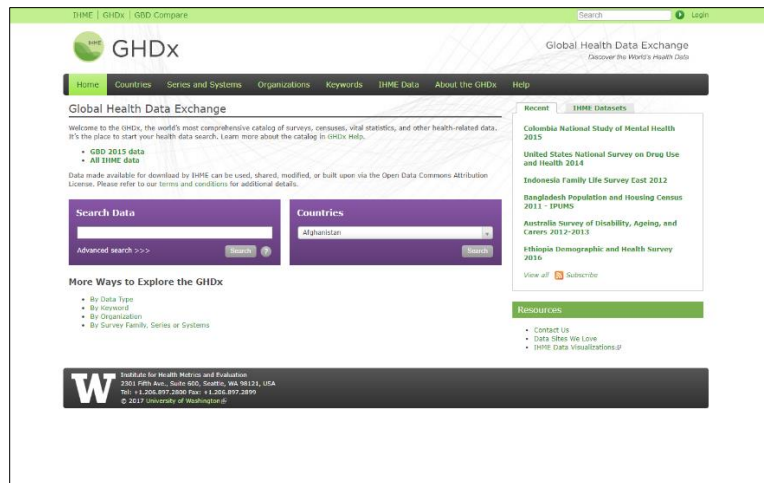 IHME | GHDx | GBD Compare
Search
Login
IHME
GHDx
Global Health Data Exchange
Discover the World's Health Data
Home Countries Series and Systems Organizations Keywords IHME Data About the GHDx Help
Global Health Data Exchange
Welcome to the GHDx, the world's most comprehensive catalog of surveys, censuses, vital statistics, and other health-related data.
It's the place to start your health data search. Learn more about the catalog in GHDx Help.
GBD 2015 data
All IHME data
Data made available for download by IHME can be used, shared, modified, or built upon via the Open Data Commons Attribution
License. Please refer to our terms and conditions for additional details.
Search Data
Advanced search >>>
Search
?
Countries
Afghanistan
Search
More Ways to Explore the GHDx
By Data Type
By Keyword
By Organization
By Survey Family, Series or Systems
Recent IHME Datasets
Colombia National Study of Mental Health
2015
United States National Survey on Drug Use
and Health 2014
Indonesia Family Life Survey East 2012
Bangladesh Population and Housing Census
2011 - IPUMS
Australia Survey of Disability, Ageing, and
Carers 2012-2013
Ethiopia Demographic and Health Survey
2016
View all Subscribe
Resources
Contact Us
Data Sites We Love
IHME Data Visualizations
W
Institute for Health Metrics and Evaluation
2301 Fifth Ave., Suite 600, Seattle, WA 98121, USA
Tel: +1.206.897.2800 Fax: +1.206.897.2899
© 2017 University of Washington